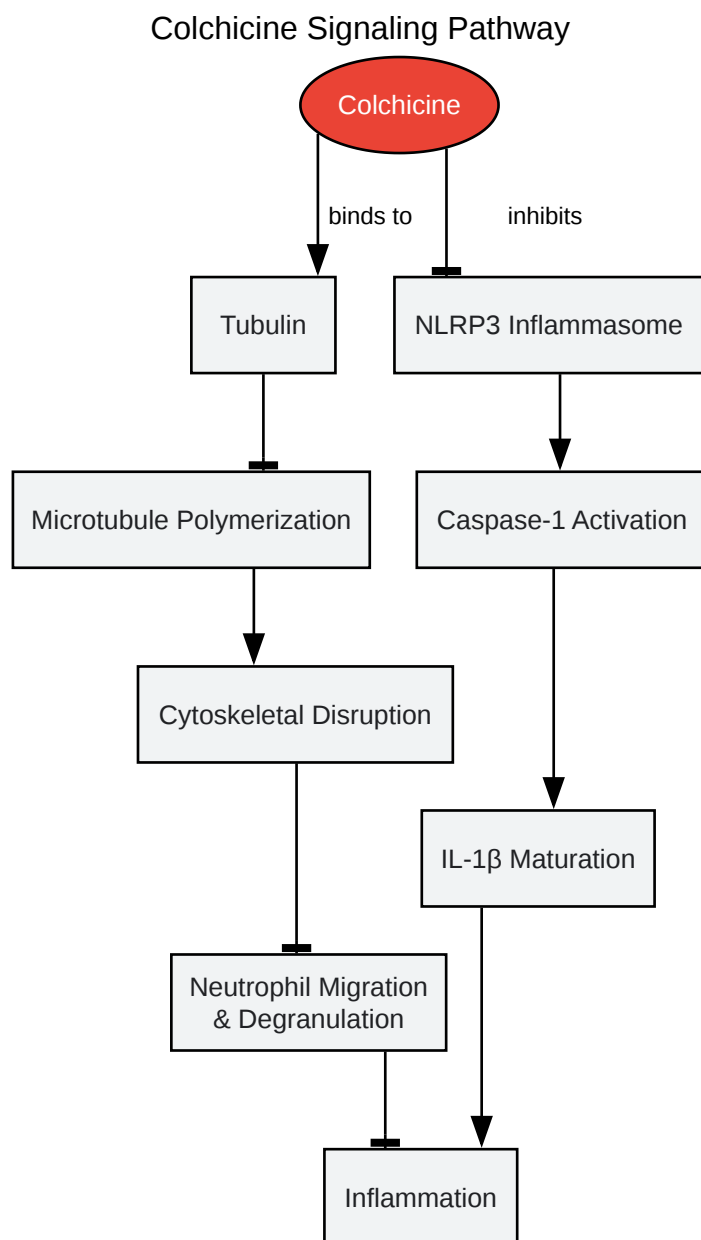 Colchicine Signaling Pathway
Colchicine
binds to
inhibits
Tubulin
NLRP3 Inflammasome
Microtubule Polymerization
Caspase-1 Activation
Cytoskeletal Disruption
IL-1β Maturation
Neutrophil Migration
& Degranulation
Inflammation